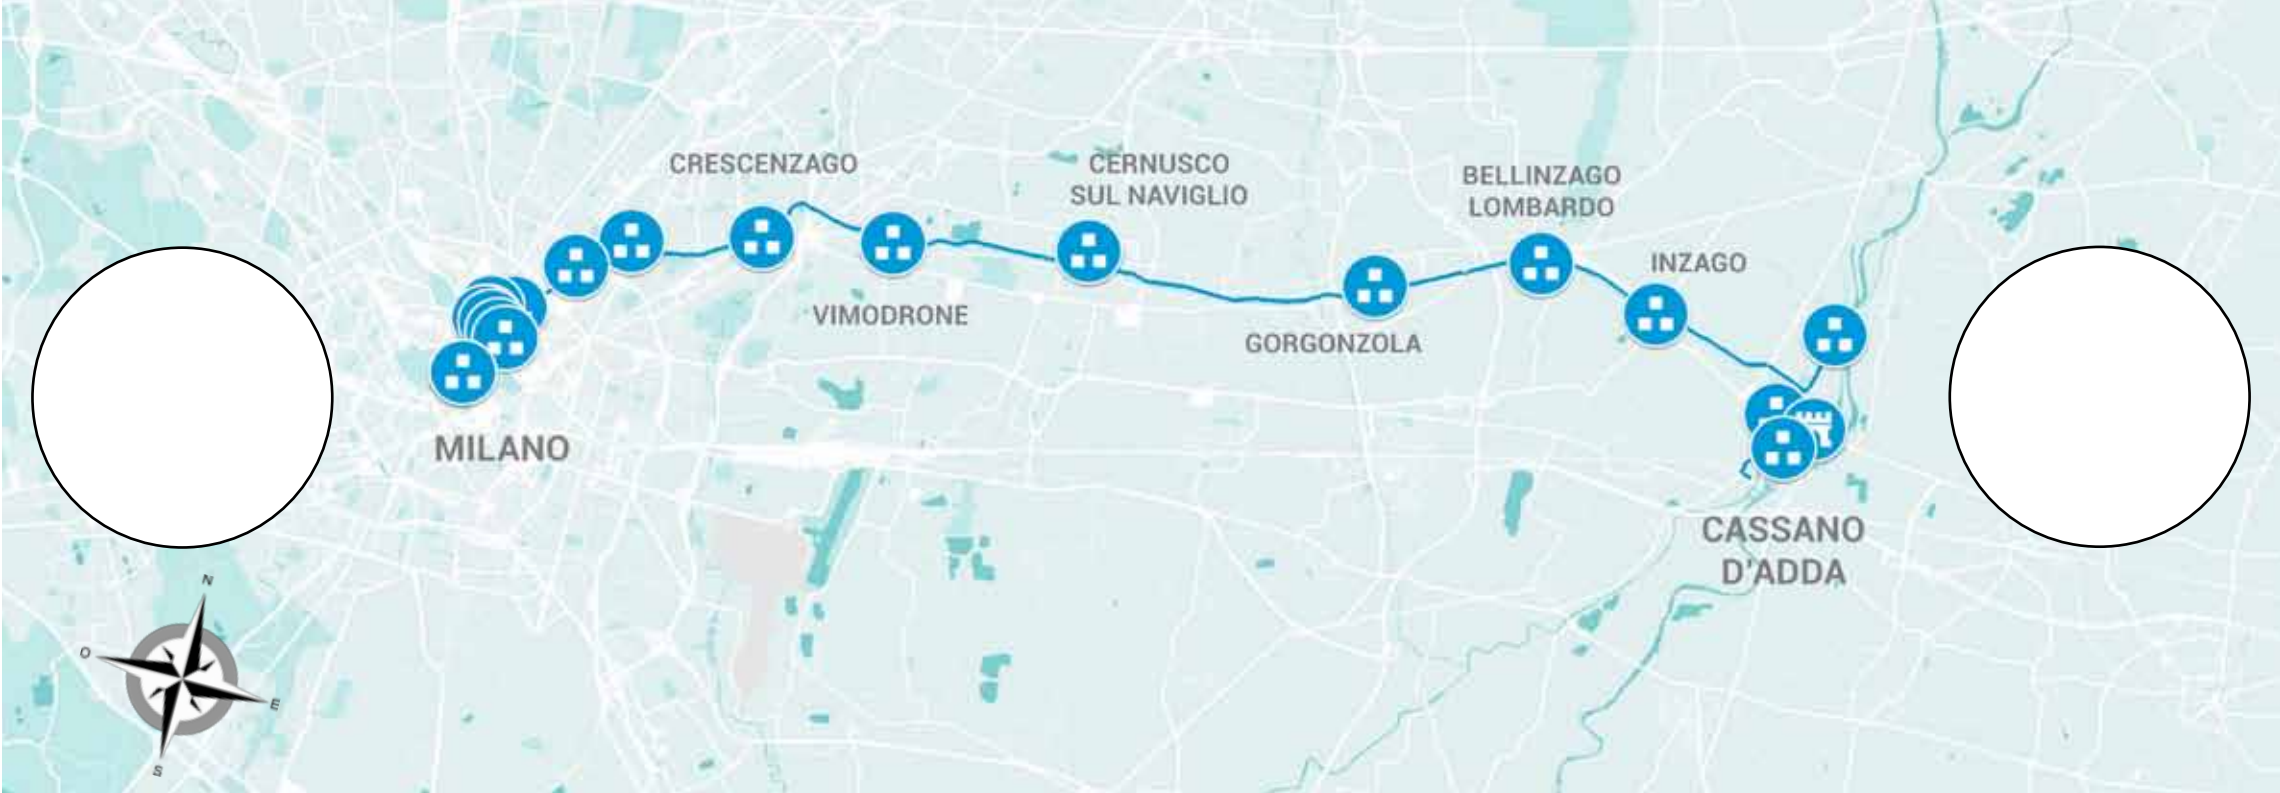 CRESCENZAGO
CERNUSCO
SUL NAVIGLIO
BELLINZAGO
LOMBARDO
INZAGO
VIMODRONE
GORGONZOLA
MILANO
CASSANO
D'ADDA
N
O
E
S